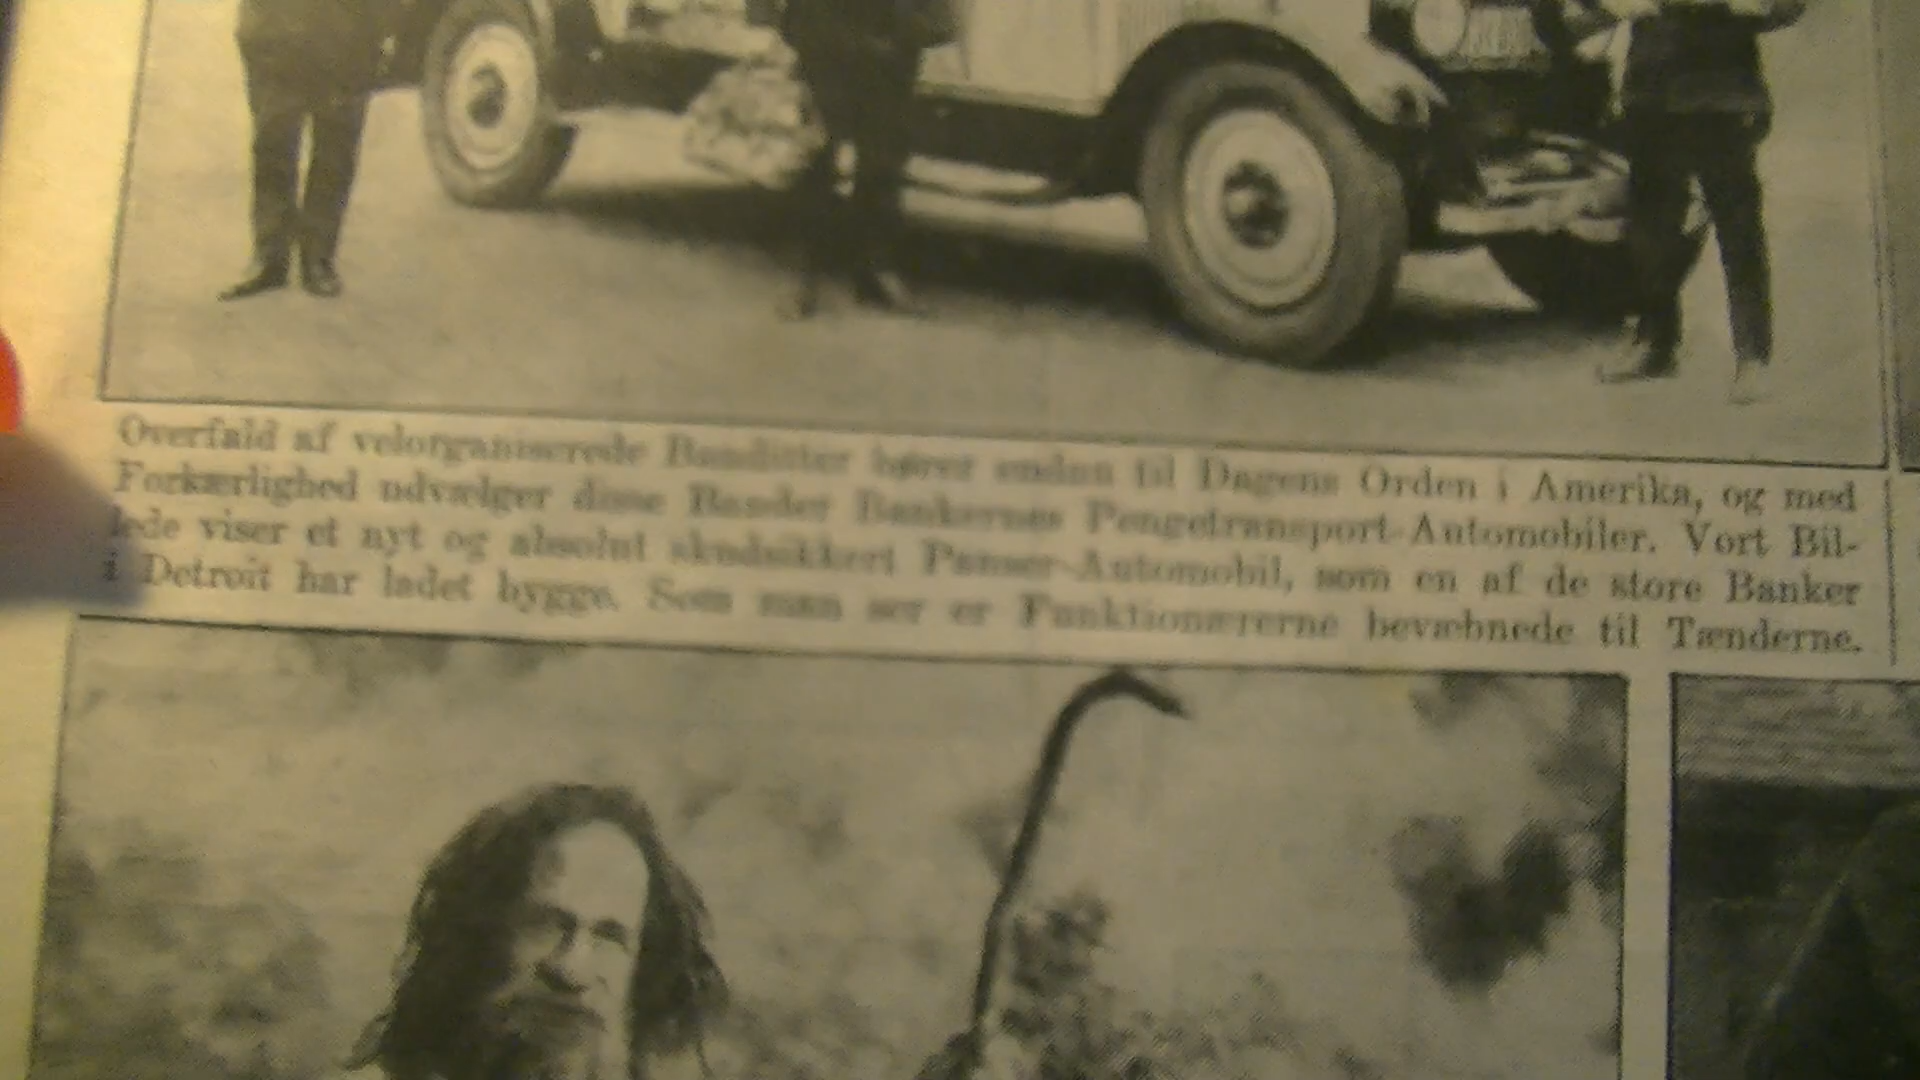 Overfald af velorganiserede Banditter hører endnu til Dagens Orden i Amerika, og med
Forkærlighed udvælger disse Bander Bankernes Pengetransport-Automobiler. Vort Bil-
lede viser et nyt og absolut skudsikkert Panser-Automobil, som en af de store Banker
i Detroit har ladet bygge. Som man ser er Funktionærerne bevæbnede til Tænderne.